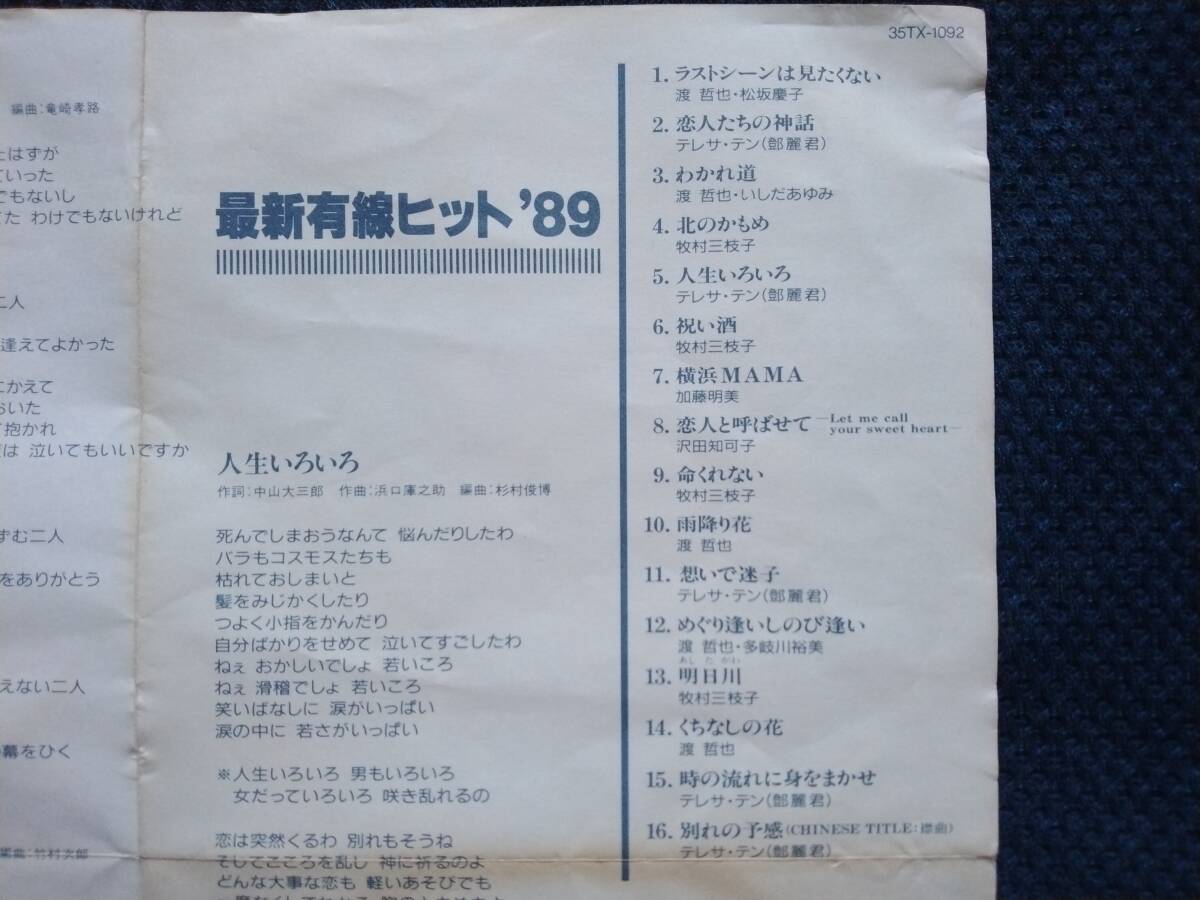 編曲:竜崎孝路
たはずが
ていった
でもないし
てた わけでもないけれど
二人
逢えてよかった
にかえて
おいた
て抱かれ
は 泣いてもいいですか
ずむ二人
をありがとう
えない二人
幕をひく
編曲:竹村次郎
最新有線ヒット'89
人生いろいろ
作詞:中山大三郎 作曲:浜口庫之助 編曲:杉村俊博
死んでしまおうなんて 悩んだりしたわ
バラもコスモスたちも
枯れておしまいと
髪をみじかくしたり
つよく小指をかんだり
自分ばかりをせめて 泣いてすごしたわ
ねぇ おかしいでしょ 若いころ
ねぇ 滑稽でしょ 若いころ
笑いばなしに 涙がいっぱい
涙の中に 若さがいっぱい
※人生いろいろ 男もいろいろ
女だっていろいろ 咲き乱れるの
恋は突然くるわ 別れもそうね
そしてこころを乱し 神に祈るのよ
どんな大事な恋も 軽いあそびでも
35TX-1092
1. ラストシーンは見たくない
渡 哲也・松坂慶子
2. 恋人たちの神話
テレサ・テン(鄧麗君)
3. わかれ道
渡 哲也・いしだあゆみ
4. 北のかもめ
牧村三枝子
5. 人生いろいろ
テレサ・テン(鄧麗君)
6. 祝い酒
牧村三枝子
7. 横浜MAMA
加藤明美
8. 恋人と呼ばせて —Let me call your sweet heart—
沢田知可子
9. 命くれない
牧村三枝子
10. 雨降り花
渡 哲也
11. 想いで迷子
テレサ・テン(鄧麗君)
12. めぐり逢いしのび逢い
渡 哲也・多岐川裕美
あしたがわ
13. 明日川
牧村三枝子
14. くちなしの花
渡 哲也
15. 時の流れに身をまかせ
テレサ・テン(鄧麗君)
16. 別れの予感(CHINESE TITLE:襟曲)
テレサ・テン(鄧麗君)